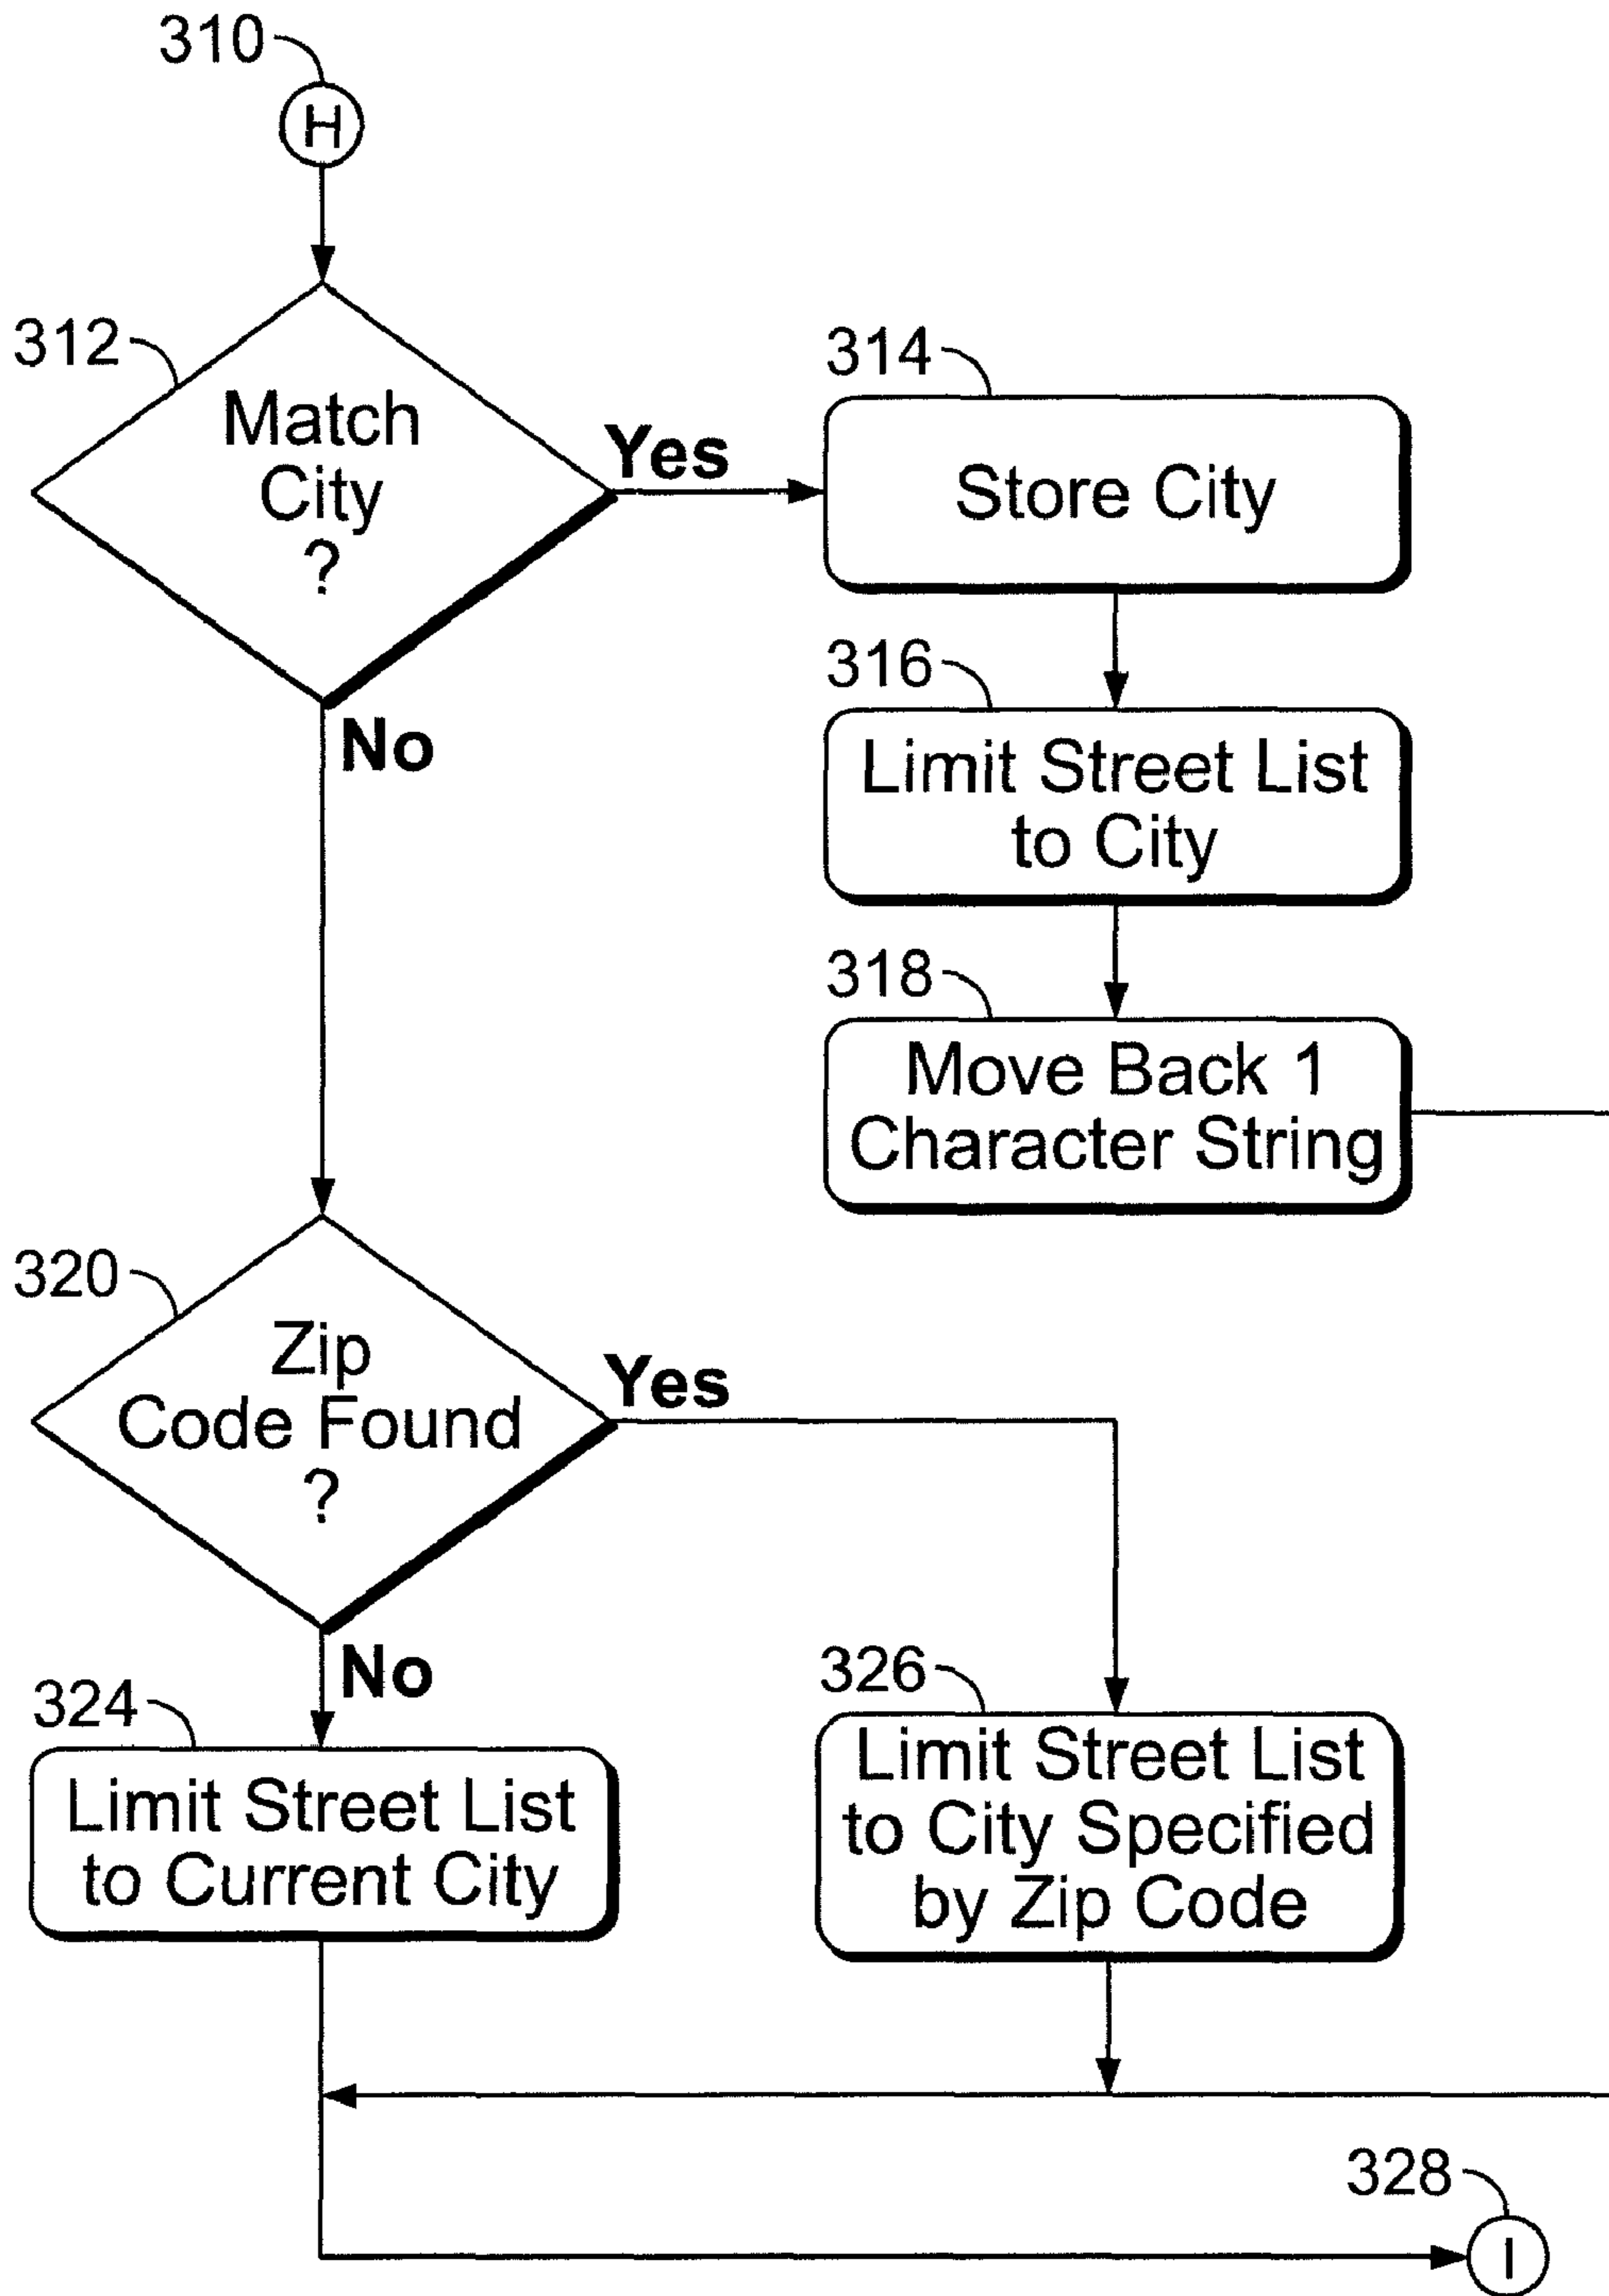 310
H
312
Match
City
?
Yes
No
314
Store City
316
Limit Street List
to City
318
Move Back 1
Character String
320
Zip
Code Found
?
Yes
No
324
Limit Street List
to Current City
326
Limit Street List
to City Specified
by Zip Code
328
I